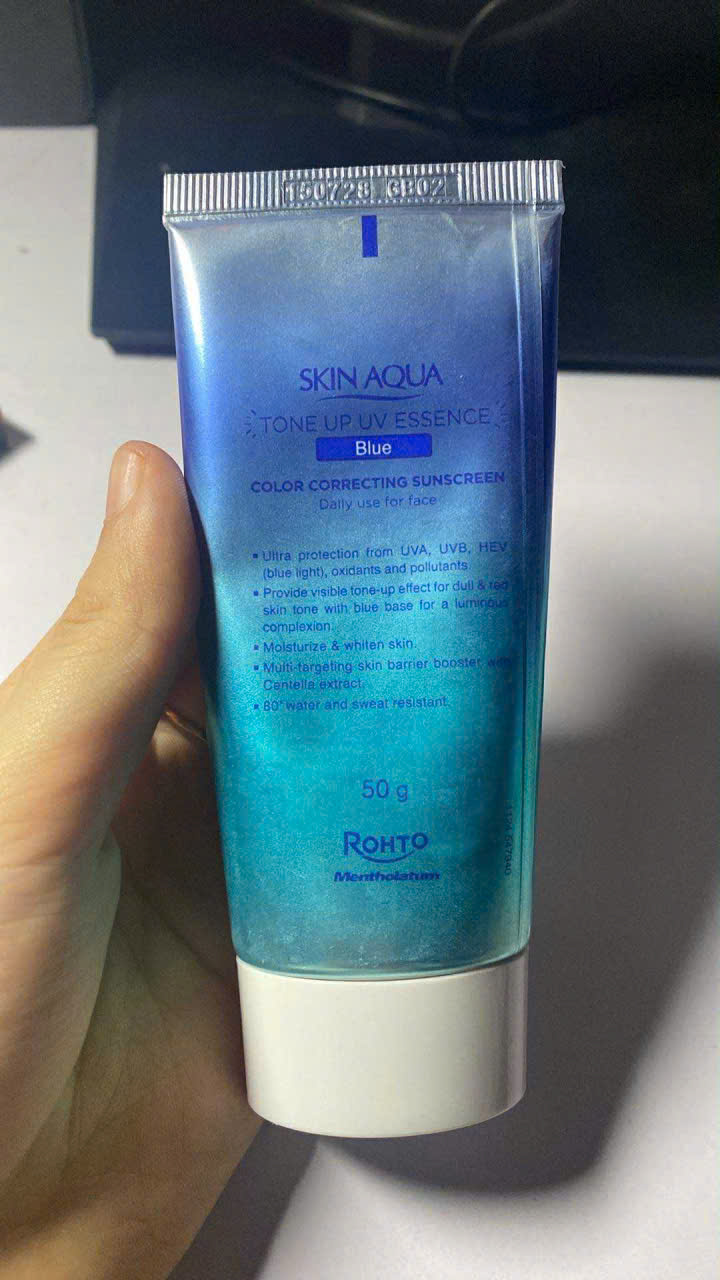 150728 GB02
SKIN AQUA
TONE UP UV ESSENCE
Blue
COLOR CORRECTING SUNSCREEN
Daily use for face
▪ Ultra protection from UVA, UVB, HEV
(blue light), oxidants and pollutants.
▪ Provide visible tone-up effect for dull & red
skin tone with blue base for a luminous
complexion.
▪ Moisturize & whiten skin.
▪ Multi-targeting skin barrier booster with
Centella extract.
▪ 80' water and sweat resistant.
50 g
ROHTO
Mentholatum